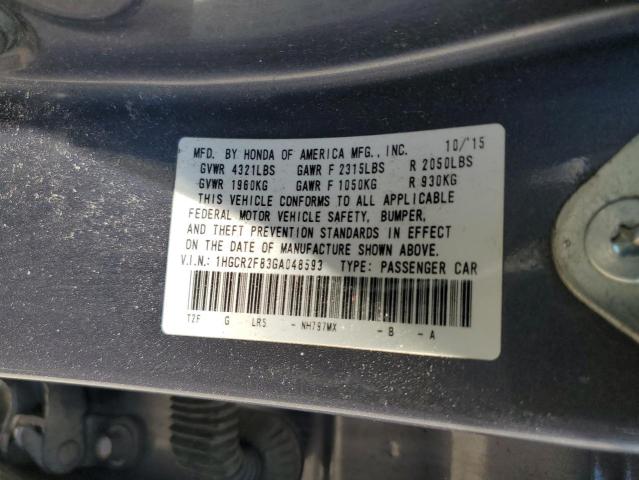 MFD. BY HONDA OF AMERICA MFG., INC. 10/'15
GVWR 4321LBS GAWR F 2315LBS R 2050LBS
GVWR 1960KG GAWR F 1050KG R 930KG
THIS VEHICLE CONFORMS TO ALL APPLICABLE
FEDERAL MOTOR VEHICLE SAFETY, BUMPER,
AND THEFT PREVENTION STANDARDS IN EFFECT
ON THE DATE OF MANUFACTURE SHOWN ABOVE.
V.I.N.: 1HGCR2F83GA048593 TYPE: PASSENGER CAR
T2F G LRS - NH797MX - B - A